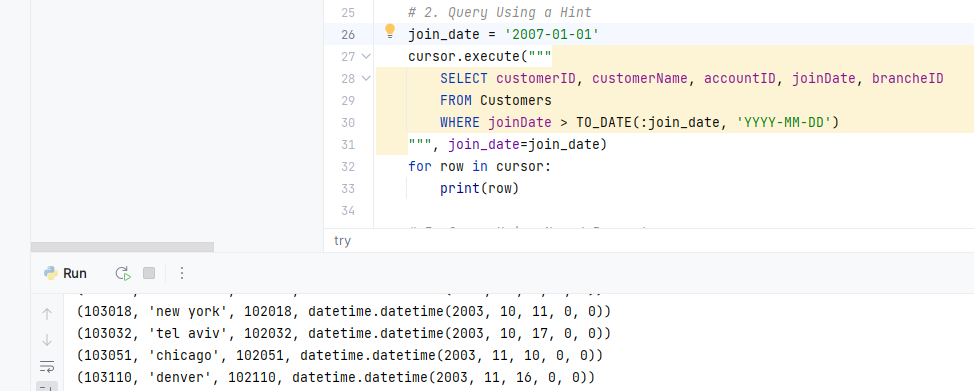 25 # 2. Query Using a Hint
26 join_date = '2007-01-01'
27 cursor.execute("""
28 SELECT customerID, customerName, accountID, joinDate, brancheID
29 FROM Customers
30 WHERE joinDate > TO_DATE(:join_date, 'YYYY-MM-DD')
31 """, join_date=join_date)
32 for row in cursor:
33 print(row)
34
try
Run
(103018, 'new york', 102018, datetime.datetime(2003, 10, 11, 0, 0))
(103032, 'tel aviv', 102032, datetime.datetime(2003, 10, 17, 0, 0))
(103051, 'chicago', 102051, datetime.datetime(2003, 11, 10, 0, 0))
(103110, 'denver', 102110, datetime.datetime(2003, 11, 16, 0, 0))